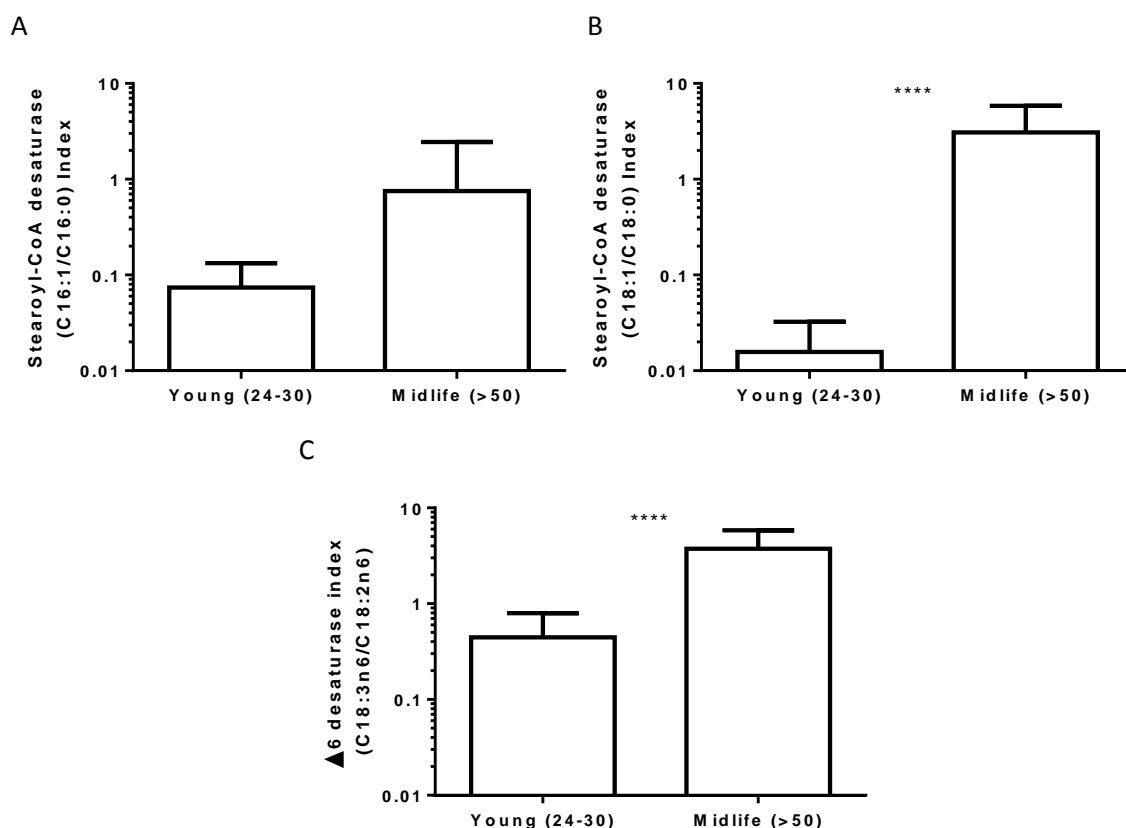 A
Stearoyl-CoA desaturase
(C16:1/C16:0) Index
10
1
0.1
0.01
Young (24-30)
Midlife (>50)
B
Stearoyl-CoA desaturase
(C18:1/C18:0) Index
10
1
0.1
0.01
****
Young (24-30)
Midlife (>50)
C
▲6 desaturase index
(C18:3n6/C18:2n6)
10
1
0.1
0.01
****
Young (24-30)
Midlife (>50)